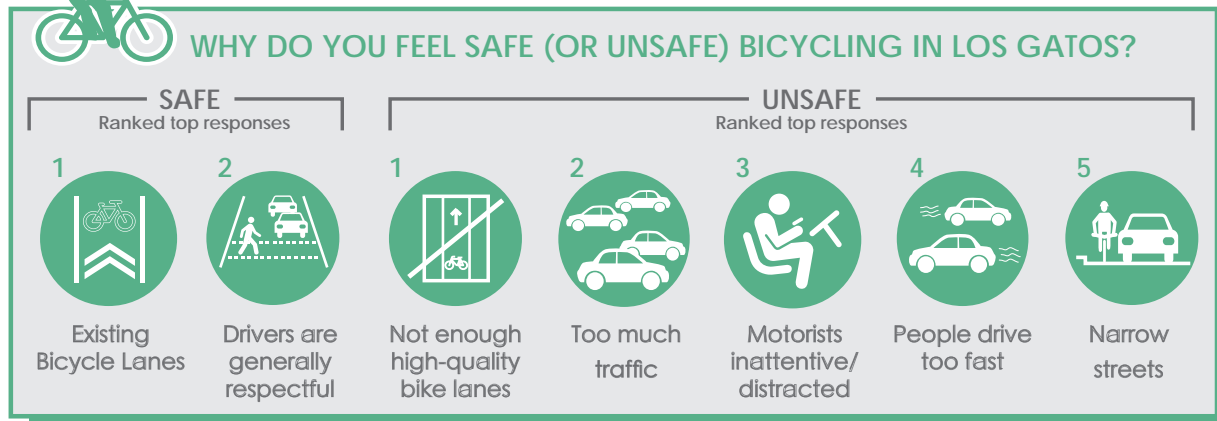 WHY DO YOU FEEL SAFE (OR UNSAFE) BICYCLING IN LOS GATOS?
SAFE
Ranked top responses
1
Existing
Bicycle Lanes
2
Drivers are
generally
respectful
UNSAFE
Ranked top responses
1
Not enough
high-quality
bike lanes
2
Too much
traffic
3
Motorists
inattentive/
distracted
4
People drive
too fast
5
Narrow
streets